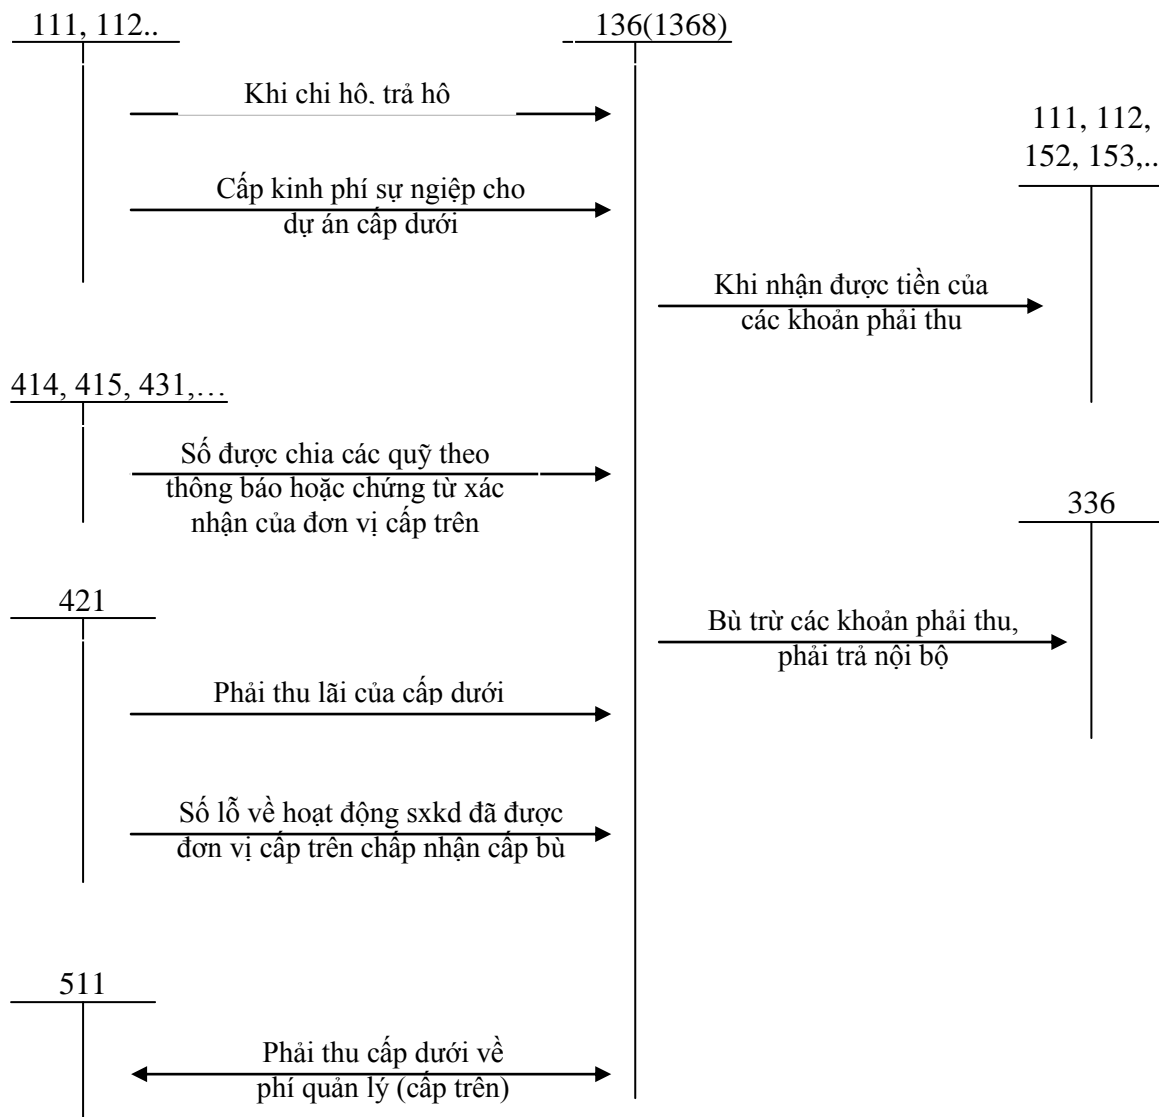 111, 112..
136(1368)
Khi chi hộ, trả hộ
111, 112,
152, 153,..
Cấp kinh phí sự ngiệp cho
dự án cấp dưới
Khi nhận được tiền của
các khoản phải thu
414, 415, 431,…
Số được chia các quỹ theo
thông báo hoặc chứng từ xác
nhận của đơn vị cấp trên
336
421
Bù trừ các khoản phải thu,
phải trả nội bộ
Phải thu lãi của cấp dưới
Số lỗ về hoạt động sxkd đã được
đơn vị cấp trên chấp nhận cấp bù
511
Phải thu cấp dưới về
phí quản lý (cấp trên)